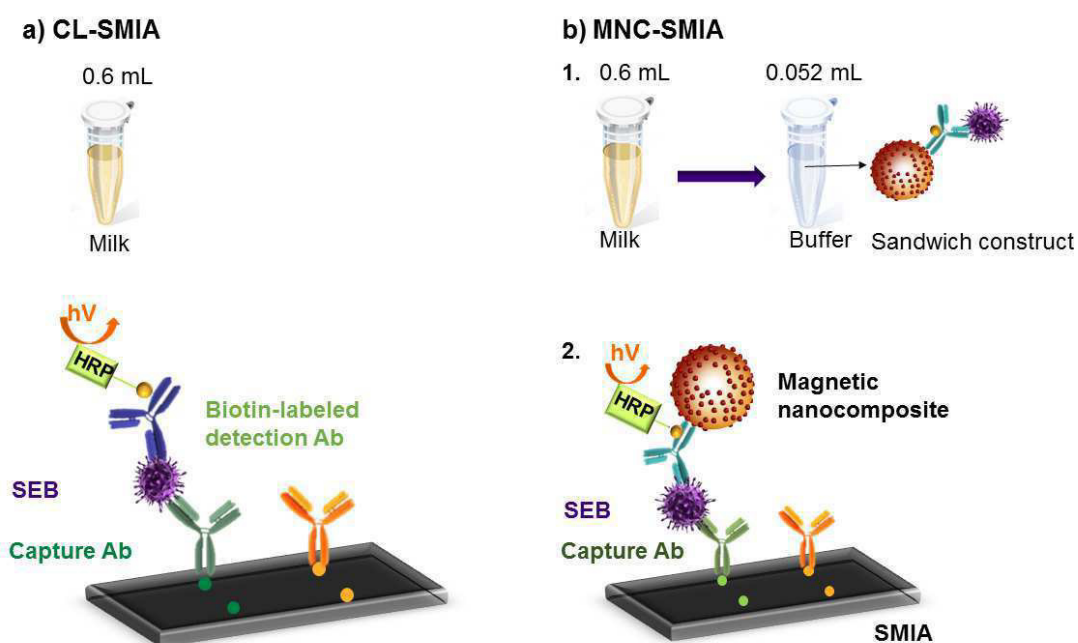 a) CL-SMIA
0.6 mL
Milk
hV
HRP
Biotin-labeled
detection Ab
SEB
Capture Ab
b) MNC-SMIA
1. 0.6 mL 0.052 mL
Milk Buffer Sandwich construct
2.
hV
HRP
Magnetic
nanocomposite
SEB
Capture Ab
SMIA